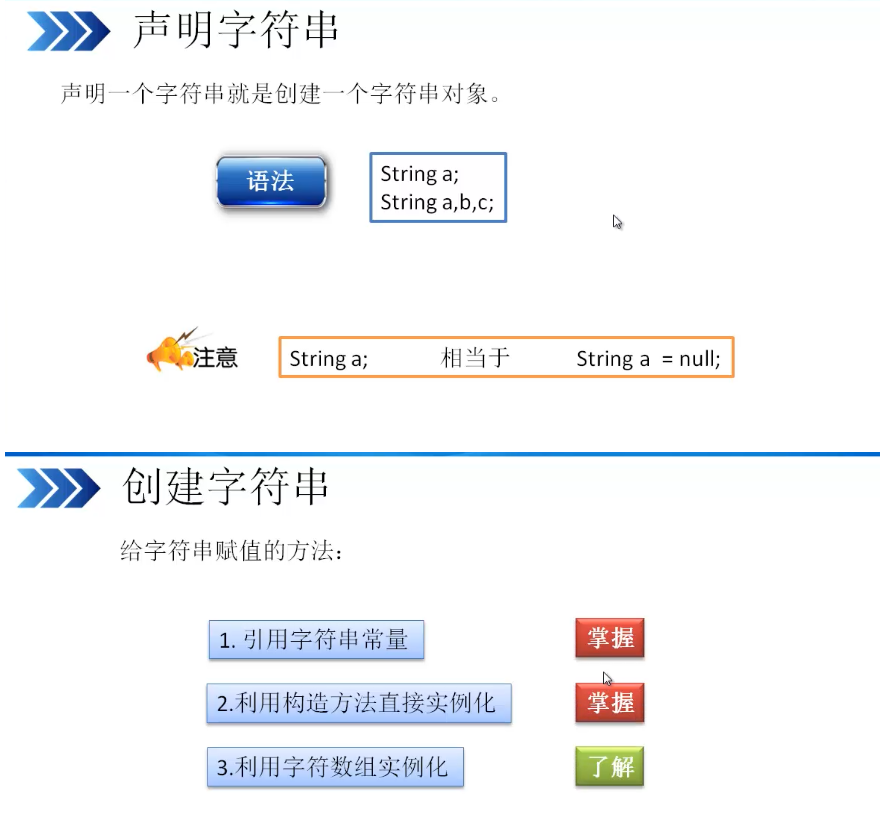 声明字符串
声明一个字符串就是创建一个字符串对象。
语法
String a;
String a,b,c;
注意
String a; 相当于 String a = null;
创建字符串
给字符串赋值的方法：
1. 引用字符串常量 掌握
2.利用构造方法直接实例化 掌握
3.利用字符数组实例化 了解